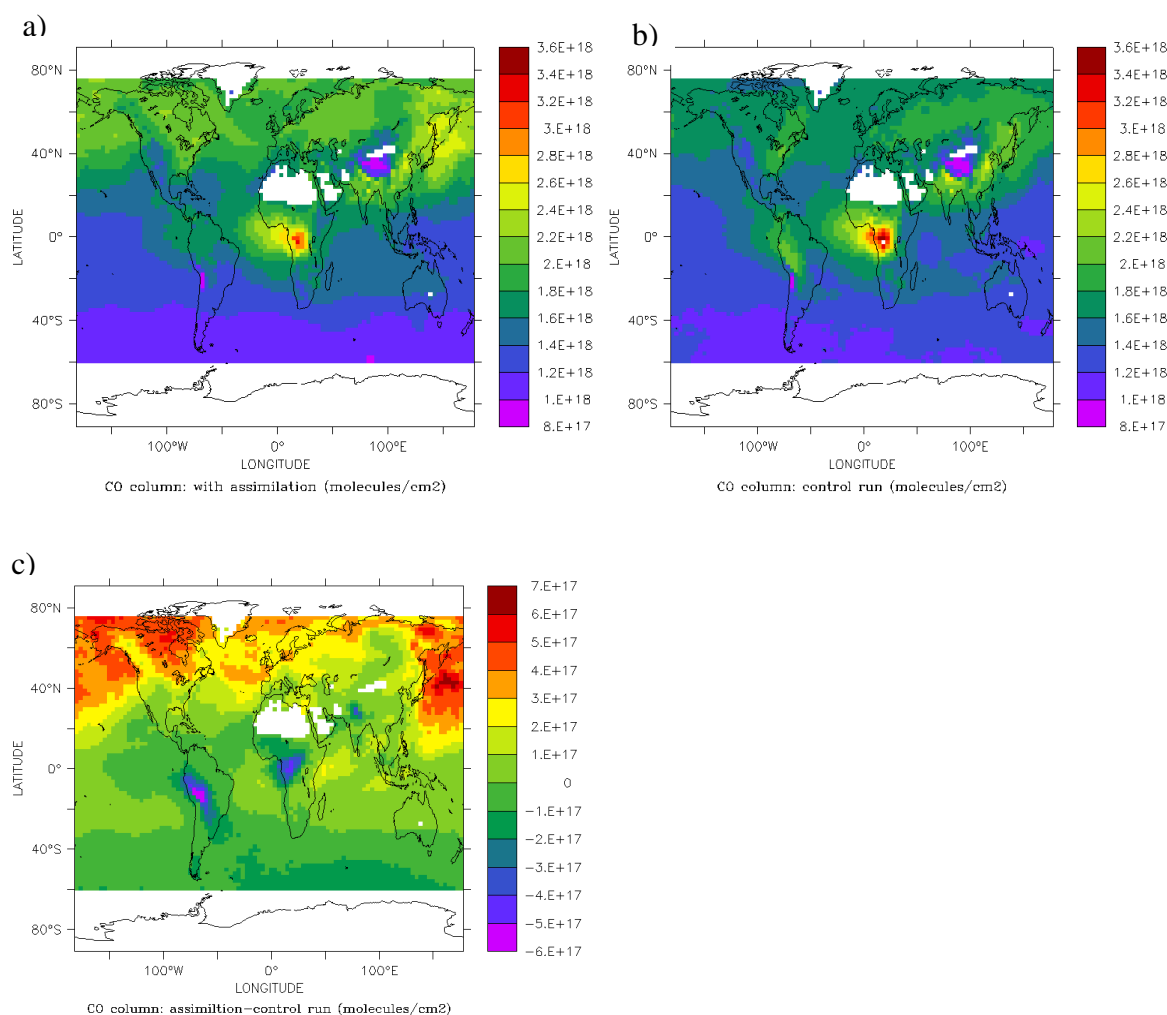 a)
3.6E+18
3.4E+18
3.2E+18
3.E+18
2.8E+18
2.6E+18
2.4E+18
2.2E+18
2.E+18
1.8E+18
1.6E+18
1.4E+18
1.2E+18
1.E+18
8.E+17
80°N
40°N
0°
40°S
80°S
LATITUDE
100°W 0° 100°E
LONGITUDE
CO column: with assimilation (molecules/cm2)
b)
3.6E+18
3.4E+18
3.2E+18
3.E+18
2.8E+18
2.6E+18
2.4E+18
2.2E+18
2.E+18
1.8E+18
1.6E+18
1.4E+18
1.2E+18
1.E+18
8.E+17
80°N
40°N
0°
40°S
80°S
LATITUDE
100°W 0° 100°E
LONGITUDE
CO column: control run (molecules/cm2)
c)
7.E+17
6.E+17
5.E+17
4.E+17
3.E+17
2.E+17
1.E+17
0
-1.E+17
-2.E+17
-3.E+17
-4.E+17
-5.E+17
-6.E+17
80°N
40°N
0°
40°S
80°S
LATITUDE
100°W 0° 100°E
LONGITUDE
CO column: assimiltion-control run (molecules/cm2)